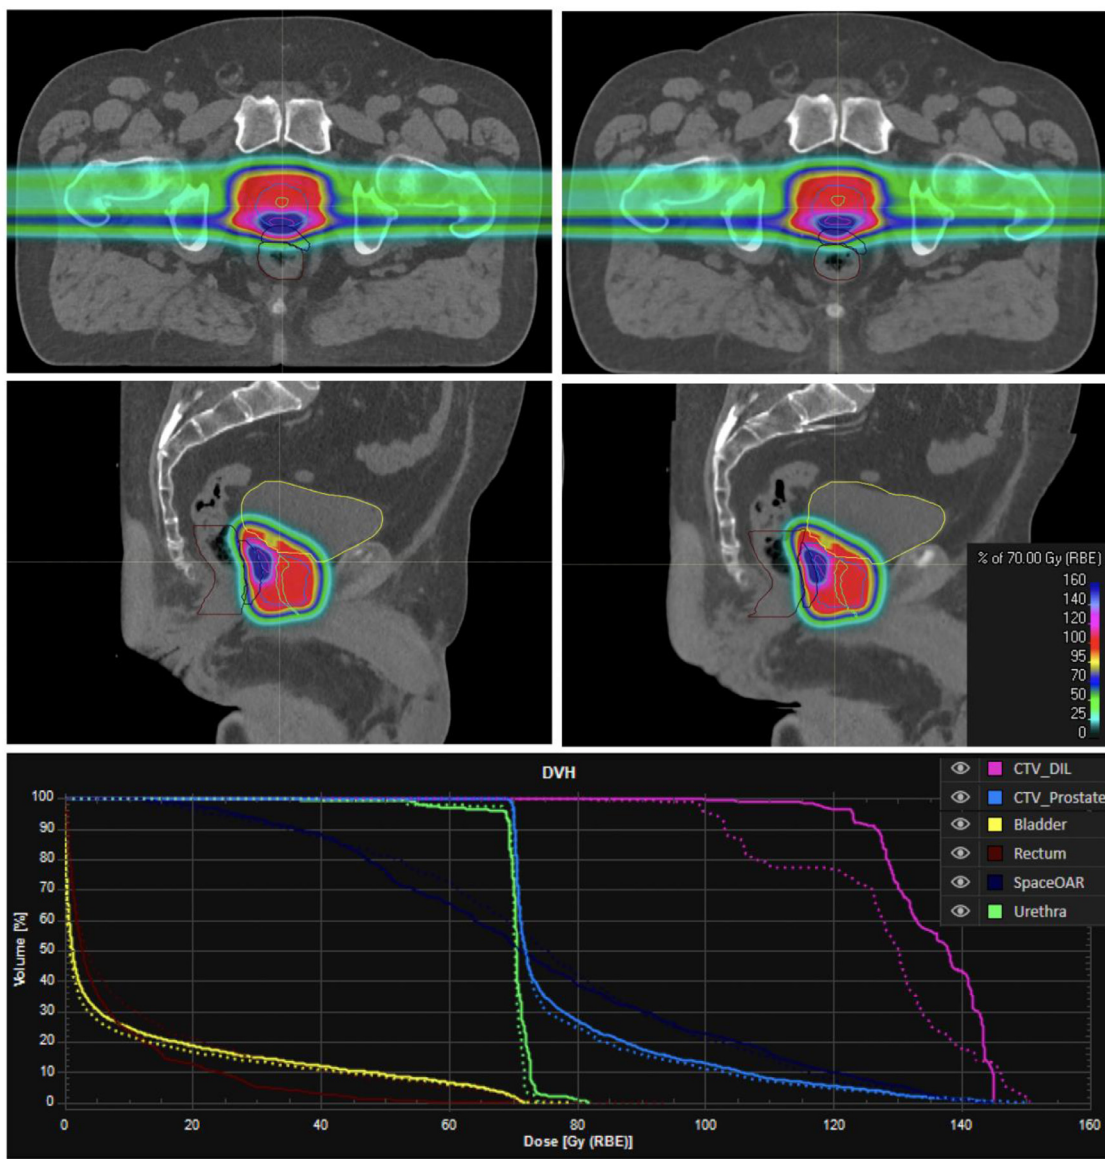 % of 70.00 Gy (RBE)
160
140
120
100
95
70
50
25
0
DVH
CTV_DIL
CTV_Prostate
Bladder
Rectum
SpaceOAR
Urethra
100
90
80
70
60
50
40
30
20
10
0
Volume [%]
0 20 40 60 80 100 120 140 160
Dose [Gy (RBE)]